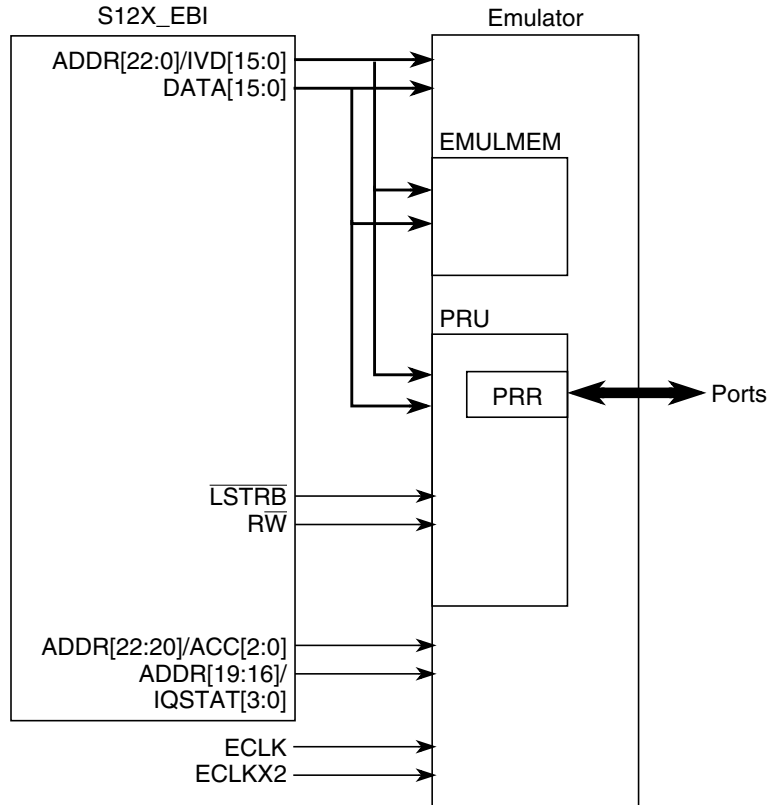 S12X_EBI
Emulator
ADDR[22:0]/IVD[15:0]
DATA[15:0]
EMULMEM
PRU
PRR
Ports
LSTRB
RW
ADDR[22:20]/ACC[2:0]
ADDR[19:16]/
IQSTAT[3:0]
ECLK
ECLKX2